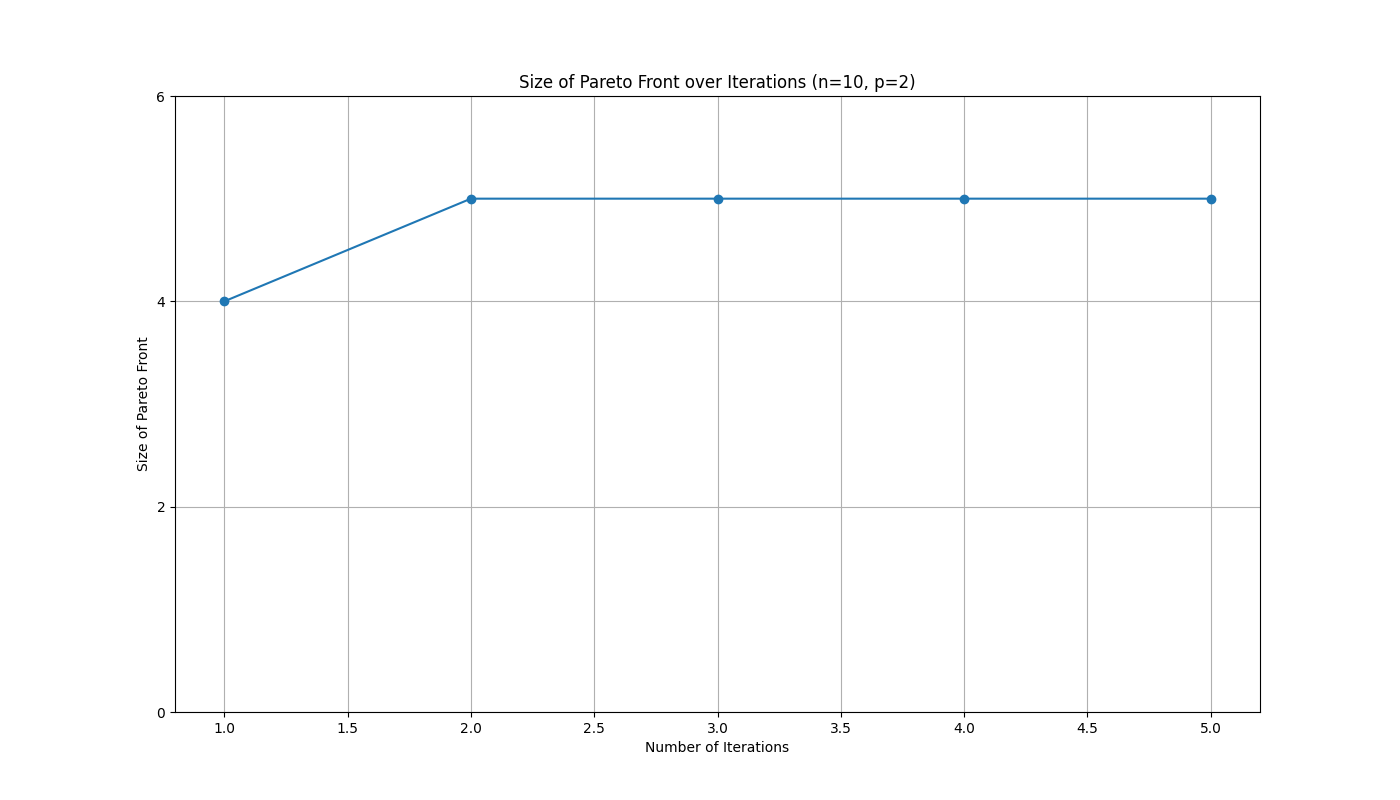 Size of Pareto Front over Iterations (n=10, p=2)
6
4
2
0
Size of Pareto Front
1.0 1.5 2.0 2.5 3.0 3.5 4.0 4.5 5.0
Number of Iterations